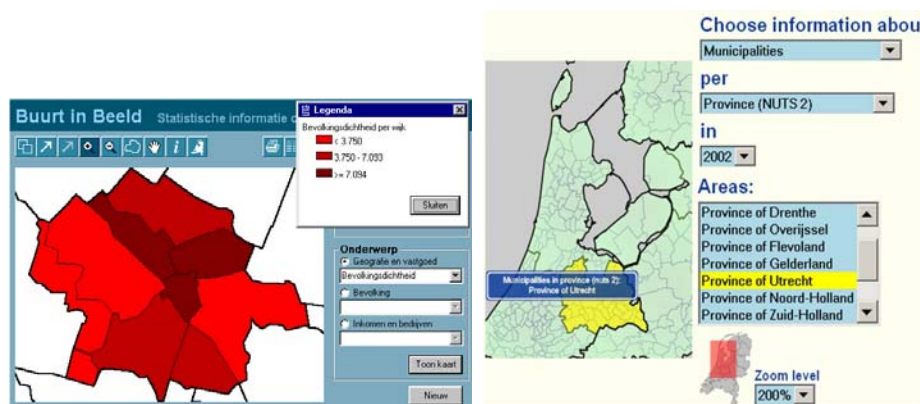 Buurt in Beeld
Statistische informatie
Legenda
Bevolkingsdichtheid per wijk
< 3.750
3.750 - 7.093
>= 7.094
Sluiten
Onderwerp
Geografie en vastgoed
Bevolkingsdichtheid
Bevolking
Inkomen en bedrijven
Toon kaart
Nieuw
Municipalities in province (nuts 2):
Province of Utrecht
Choose information abou
Municipalities
per
Province (NUTS 2)
in
2002
Areas:
Province of Drenthe
Province of Overijssel
Province of Flevoland
Province of Gelderland
Province of Utrecht
Province of Noord-Holland
Province of Zuid-Holland
Zoom level
200%